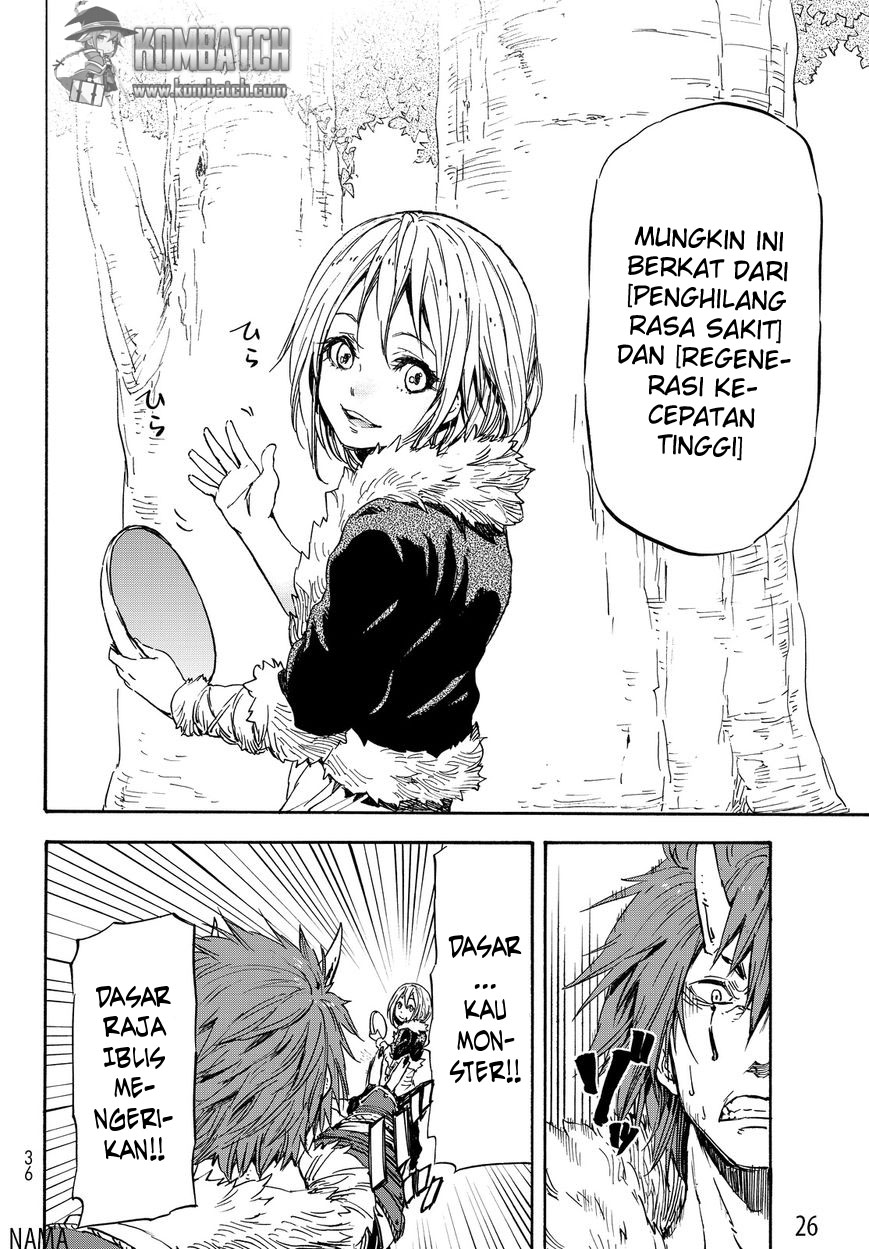 KOMBATCH
www.kombatch.com
MUNGKIN INI
BERKAT DARI
[PENGHILANG
RASA SAKIT]
DAN [REGENE-
RASI KE-
CEPATAN
TINGGI]
ひら
ひら
DASAR
...
KAU
MON-
STER!!
DASAR
RAJA
IBLIS
ME-
NGERI-
KAN!!
36
NAMA
26